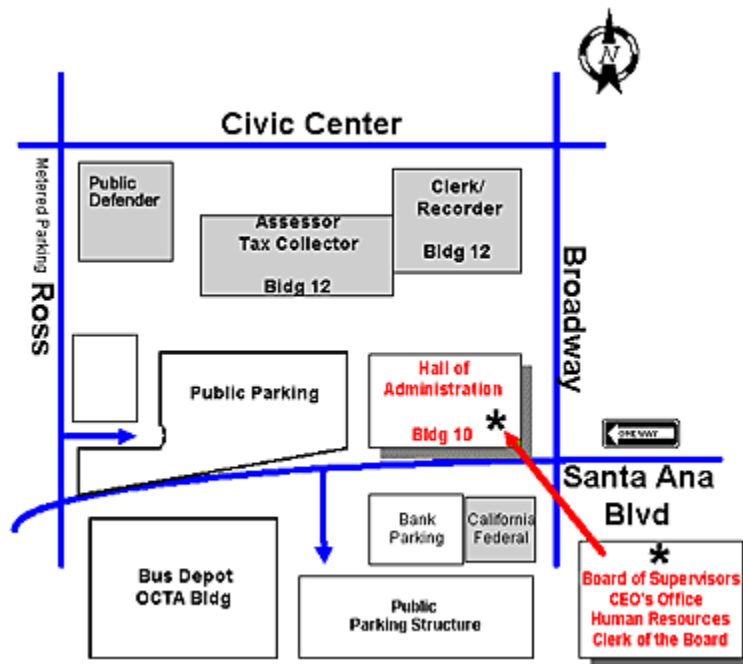 N
Civic Center
Public
Defender
Clerk/
Recorder
Bldg 12
Assessor
Tax Collector
Bldg 12
Metered Parking
Ross
Broadway
Public Parking
Hall of
Administration
Bldg 10
*
ONE WAY
Santa Ana
Blvd
Bank
Parking
California
Federal
Bus Depot
OCTA Bldg
Public
Parking Structure
*
Board of Supervisors
CEO's Office
Human Resources
Clerk of the Board